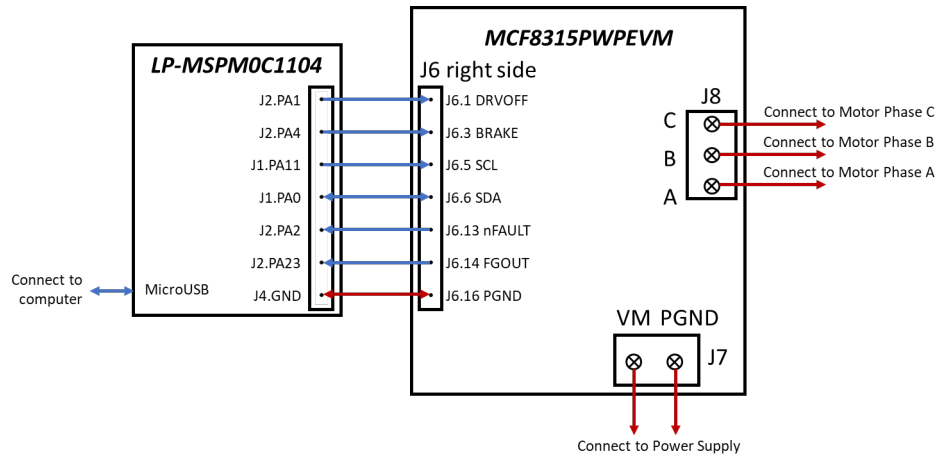 MCF8315PWPEVM
LP-MSPM0C1104
J6 right side
J2.PA1
J6.1 DRVOFF
J2.PA4
J6.3 BRAKE
J1.PA11
J6.5 SCL
J1.PA0
J6.6 SDA
J2.PA2
J6.13 nFAULT
J2.PA23
J6.14 FGOUT
J4.GND
J6.16 PGND
Connect to
computer
MicroUSB
J8
C
Connect to Motor Phase C
B
Connect to Motor Phase B
A
Connect to Motor Phase A
VM PGND
J7
Connect to Power Supply